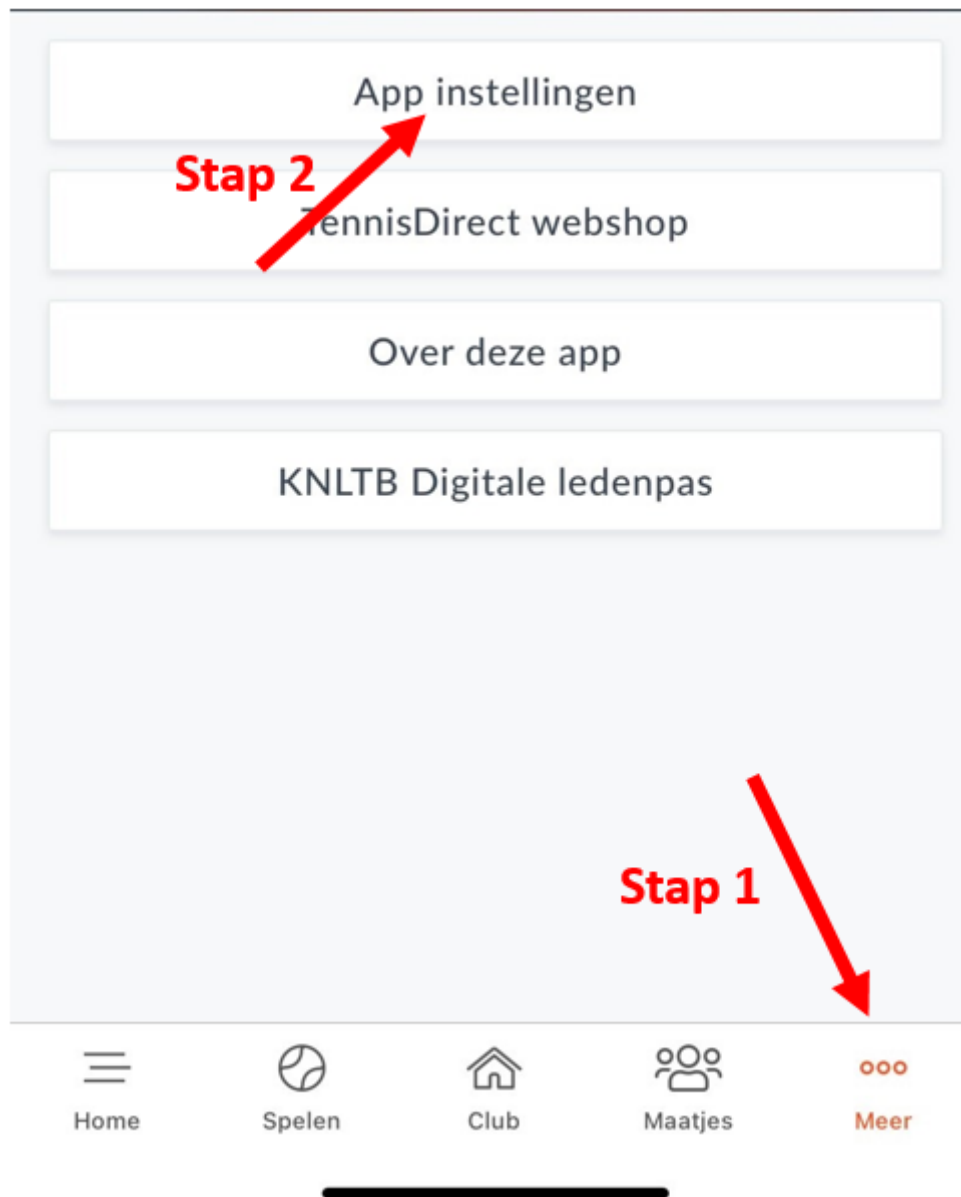 App instellingen
Stap 2
TennisDirect webshop
Over deze app
KNLTB Digitale ledenpas
Stap 1
Home
Spelen
Club
Maatjes
Meer